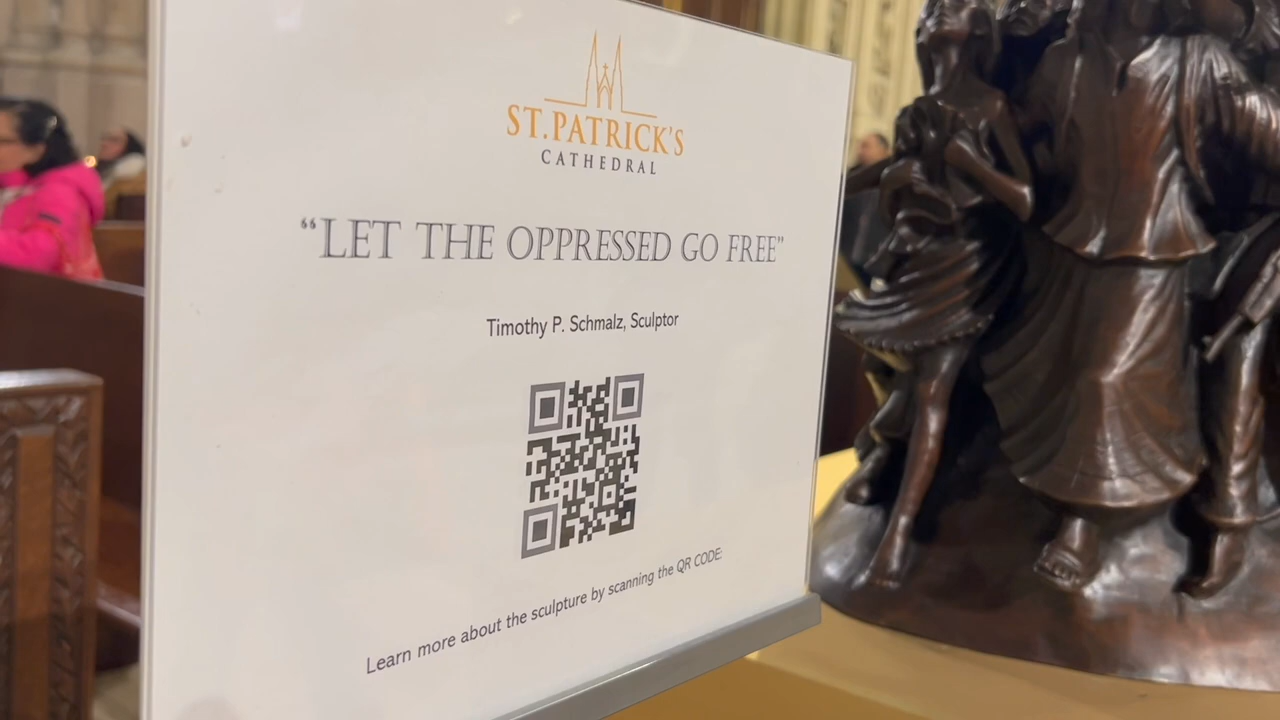 ST. PATRICK'S
CATHEDRAL
“LET THE OPPRESSED GO FREE”
Timothy P. Schmalz, Sculptor
Learn more about the sculpture by scanning the QR CODE: